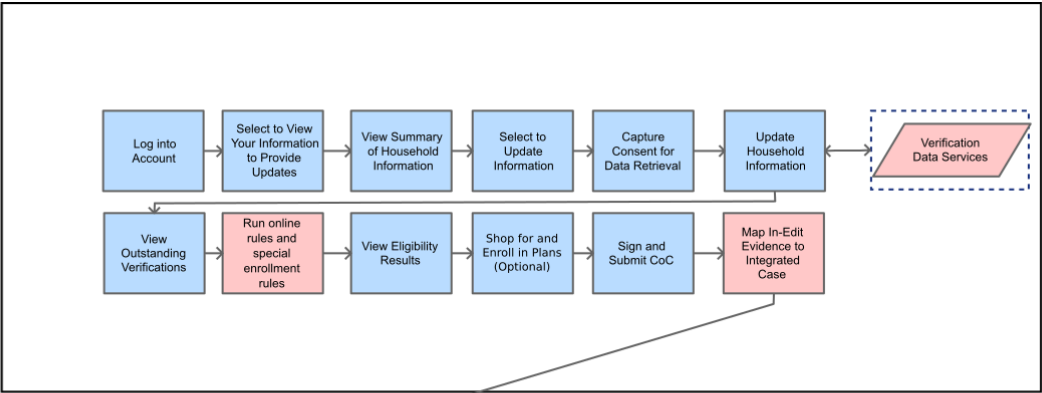 Log into
Account
Select to View
Your Information
to Provide
Updates
View Summary
of Household
Information
Select to
Update
Information
Capture
Consent for
Data Retrieval
Update
Household
Information
Verification
Data Services
View
Outstanding
Verifications
Run online
rules and
special
enrollment
rules
View Eligibility
Results
Shop for and
Enroll in Plans
(Optional)
Sign and
Submit CoC
Map In-Edit
Evidence to
Integrated
Case